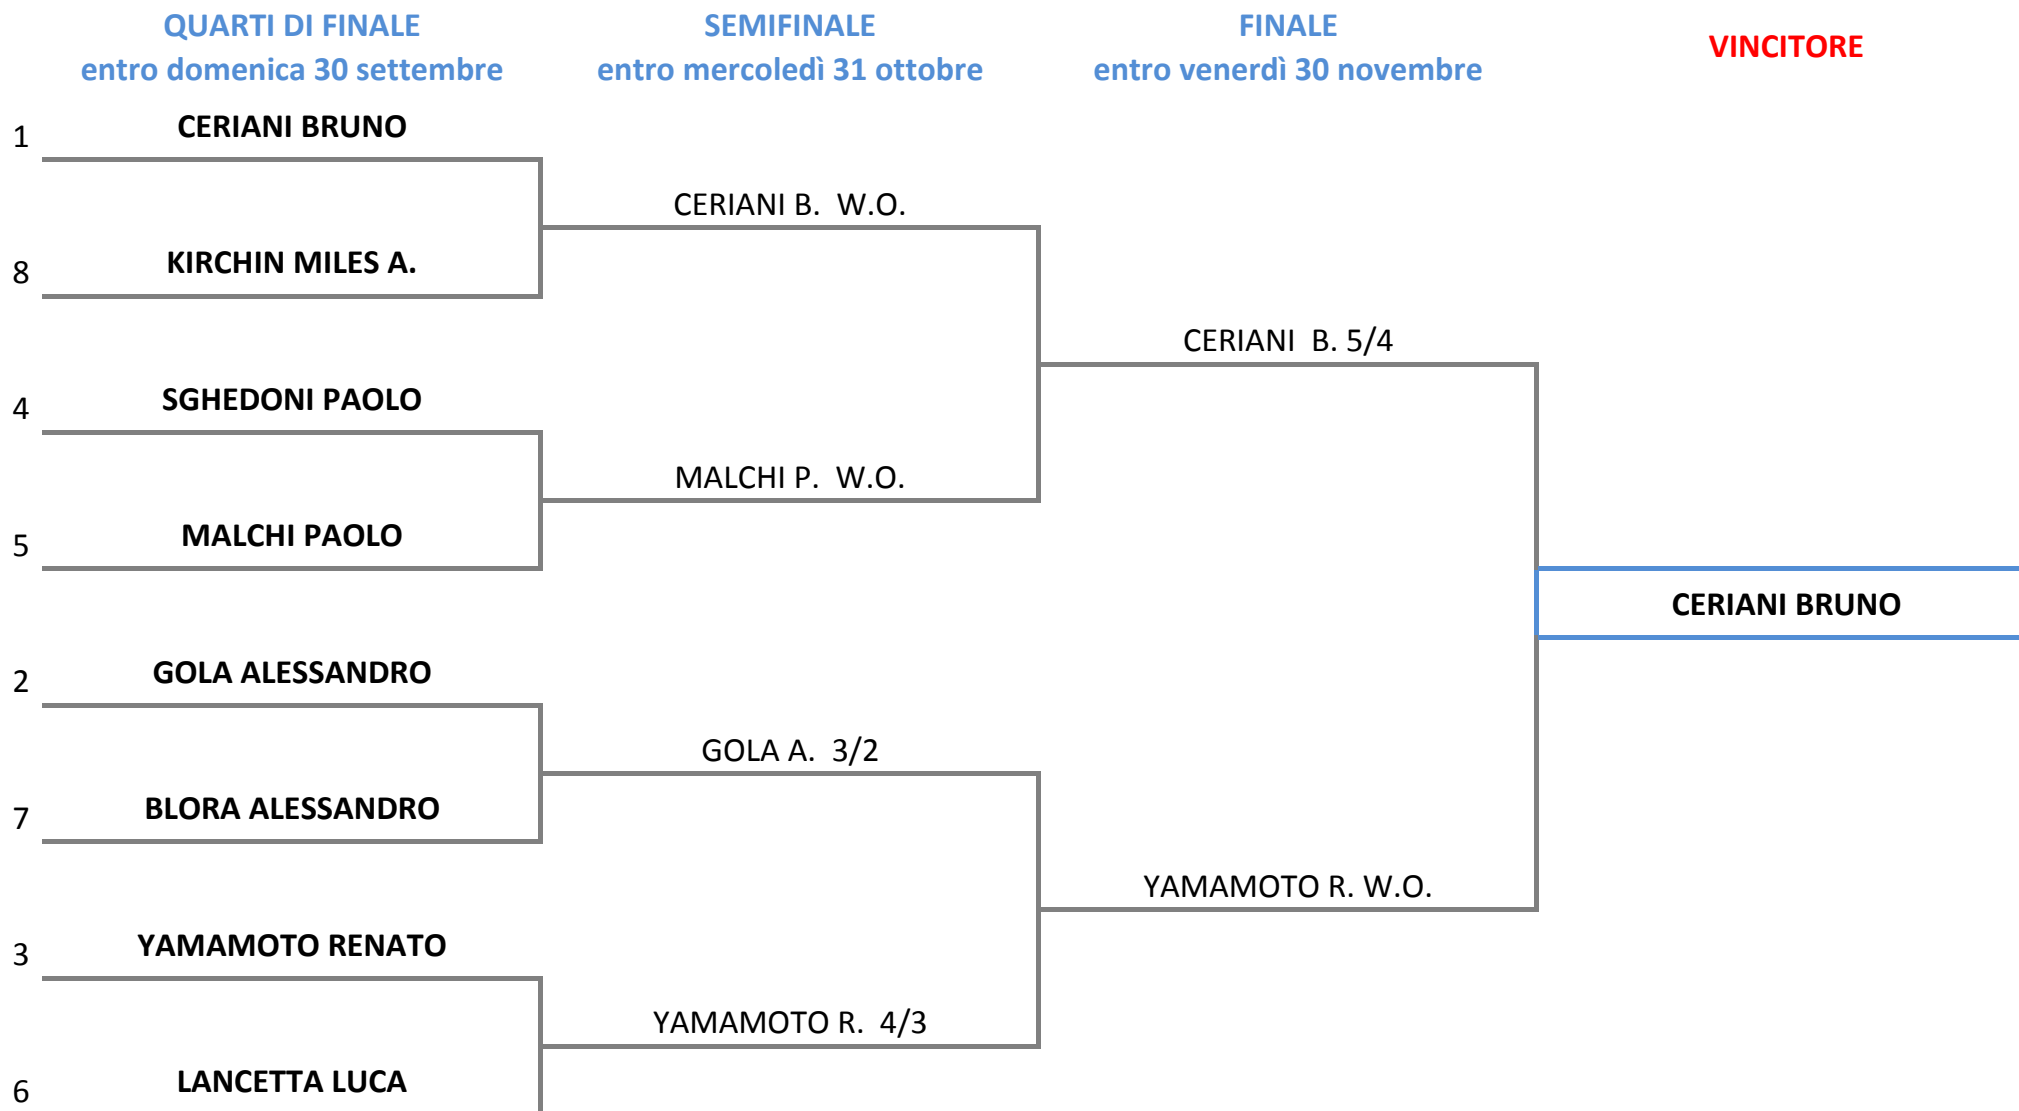 QUARTI DI FINALE
entro domenica 30 settembre
SEMIFINALE
entro mercoledì 31 ottobre
FINALE
entro venerdì 30 novembre
VINCITORE
1 CERIANI BRUNO
CERIANI B. W.O.
8 KIRCHIN MILES A.
CERIANI B. 5/4
4 SGHEDONI PAOLO
MALCHI P. W.O.
5 MALCHI PAOLO
CERIANI BRUNO
2 GOLA ALESSANDRO
GOLA A. 3/2
7 BLORA ALESSANDRO
YAMAMOTO R. W.O.
3 YAMAMOTO RENATO
YAMAMOTO R. 4/3
6 LANCETTA LUCA